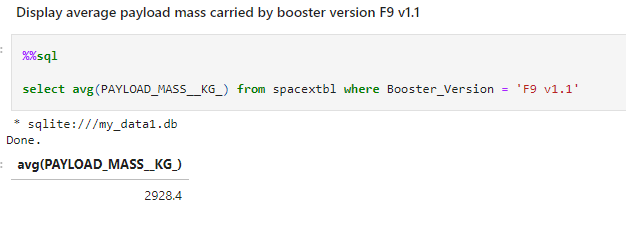 Display average payload mass carried by booster version F9 v1.1
%%sql
select avg(PAYLOAD_MASS__KG_) from spacextbl where Booster_Version = 'F9 v1.1'
* sqlite:///my_data1.db
Done.
avg(PAYLOAD_MASS__KG_)
2928.4